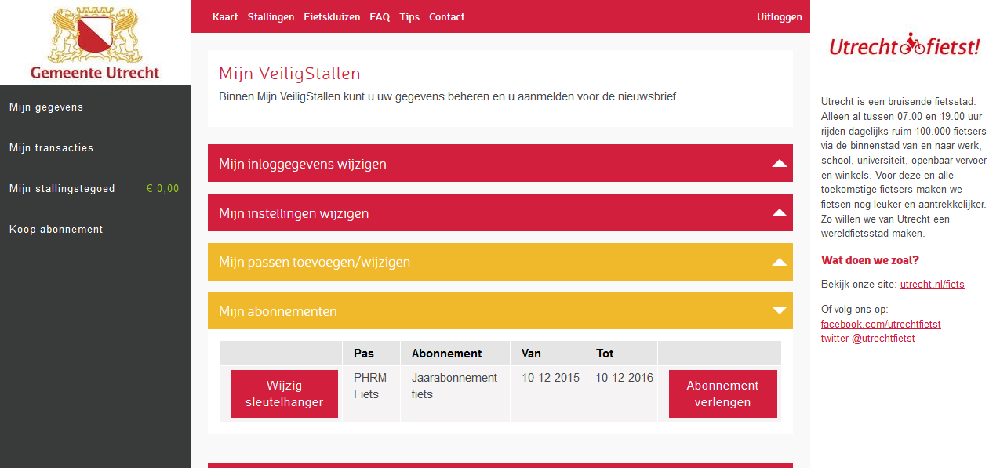 Gemeente Utrecht
Mijn gegevens
Mijn transacties
Mijn stallingstegoed € 0,00
Koop abonnement
Kaart Stallingen Fietskluizen FAQ Tips Contact Uitloggen
Mijn VeiligStallen
Binnen Mijn VeiligStallen kunt u uw gegevens beheren en u aanmelden voor de nieuwsbrief.
Mijn inloggegevens wijzigen
Mijn instellingen wijzigen
Mijn passen toevoegen/wijzigen
Mijn abonnementen
Pas Abonnement Van Tot
Wijzig
sleutelhanger
PHRM
Fiets
Jaarabonnement
fiets
10-12-2015
10-12-2016
Abonnement
verlengen
Utrecht fietst!
Utrecht is een bruisende fietsstad.
Alleen al tussen 07.00 en 19.00 uur
rijden dagelijks ruim 100.000 fietsers
via de binnenstad van en naar werk,
school, universiteit, openbaar vervoer
en winkels. Voor deze en alle
toekomstige fietsers maken we
fietsen nog leuker en aantrekkelijker.
Zo willen we van Utrecht een
wereldfietsstad maken.
Wat doen we zoal?
Bekijk onze site: utrecht.nl/fiets
Of volg ons op:
facebook.com/utrechtfietst
twitter @utrechtfietst